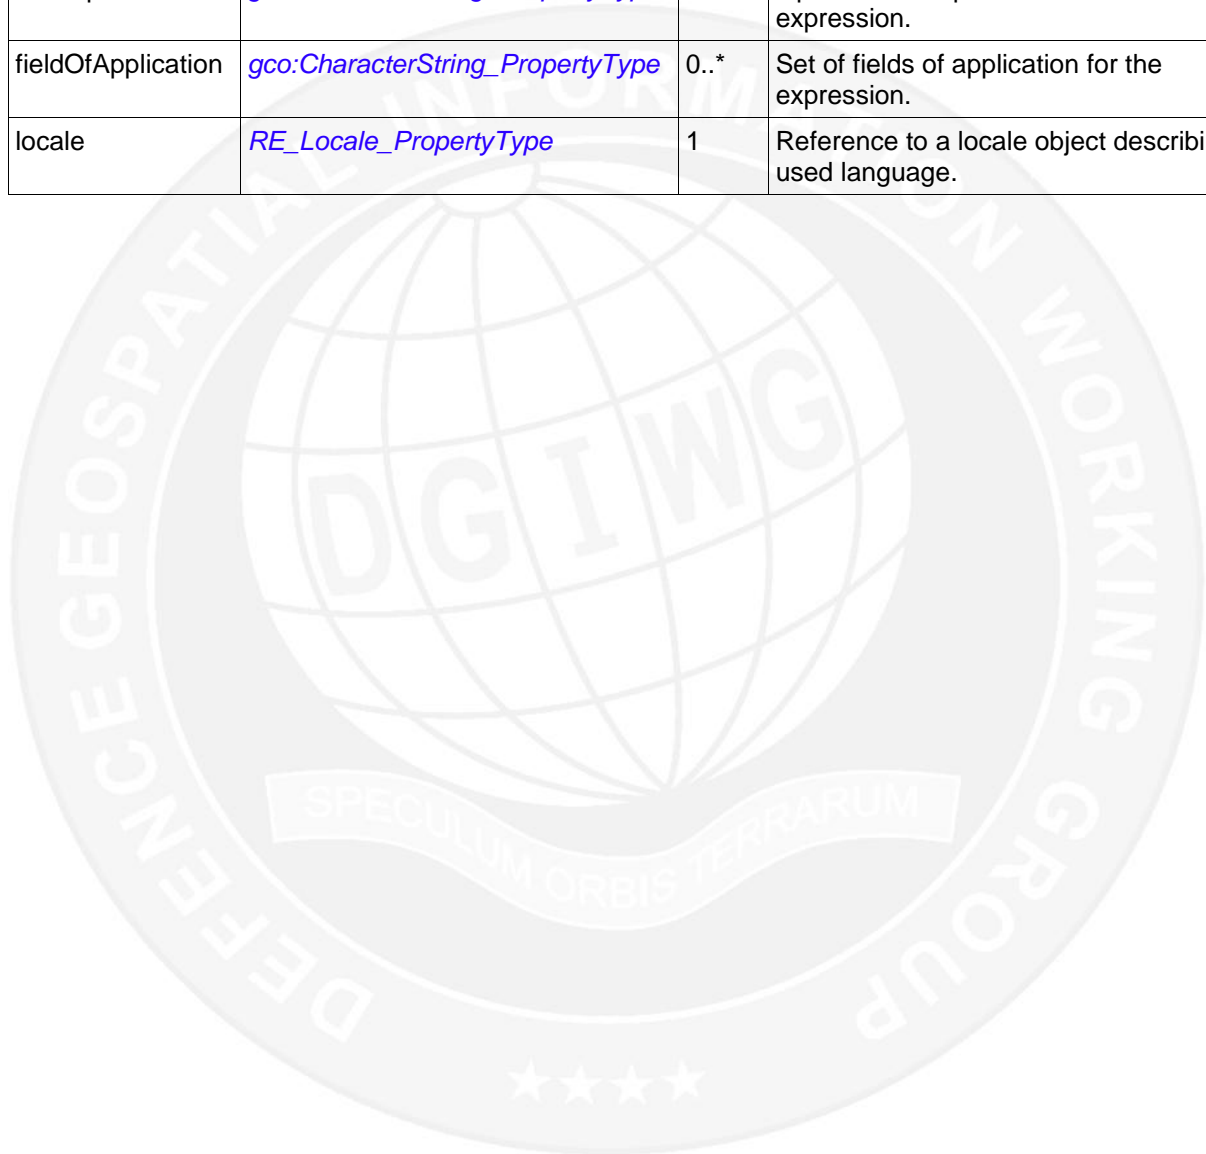 expression.
fieldOfApplication gco:CharacterString_PropertyType 0..* Set of fields of application for the
expression.
locale RE_Locale_PropertyType 1 Reference to a locale object describi
used language.
DEFENCE GEOSPATIAL INFORMATION WORKING GROUP
DGIWG
SPECULUM ORBIS TERRARUM